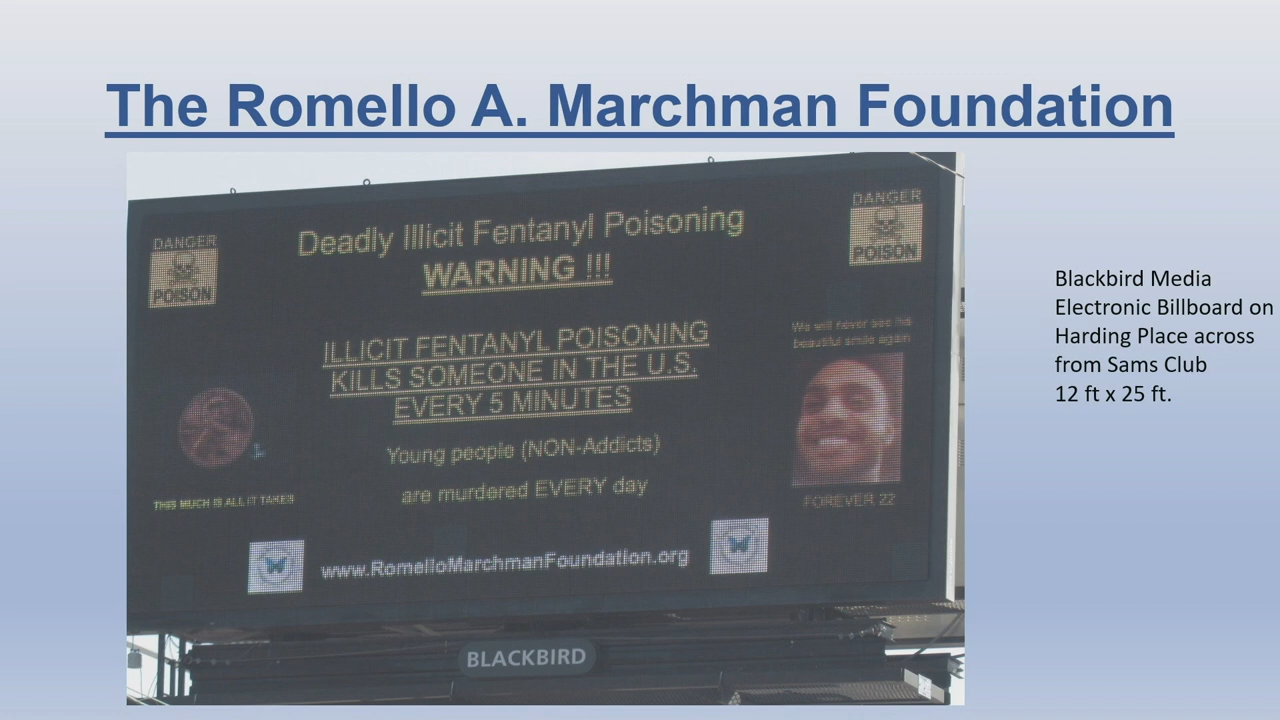 The Romello A. Marchman Foundation
DANGER
POISON
Deadly Illicit Fentanyl Poisoning
WARNING !!!
DANGER
POISON
ILLICIT FENTANYL POISONING
KILLS SOMEONE IN THE U.S.
EVERY 5 MINUTES
We will never see his
beautiful smile again
Young people (NON-Addicts)
are murdered EVERY day
THIS MUCH IS ALL IT TAKES
FOREVER 22
www.RomelloMarchmanFoundation.org
BLACKBIRD
Blackbird Media
Electronic Billboard on
Harding Place across
from Sams Club
12 ft x 25 ft.